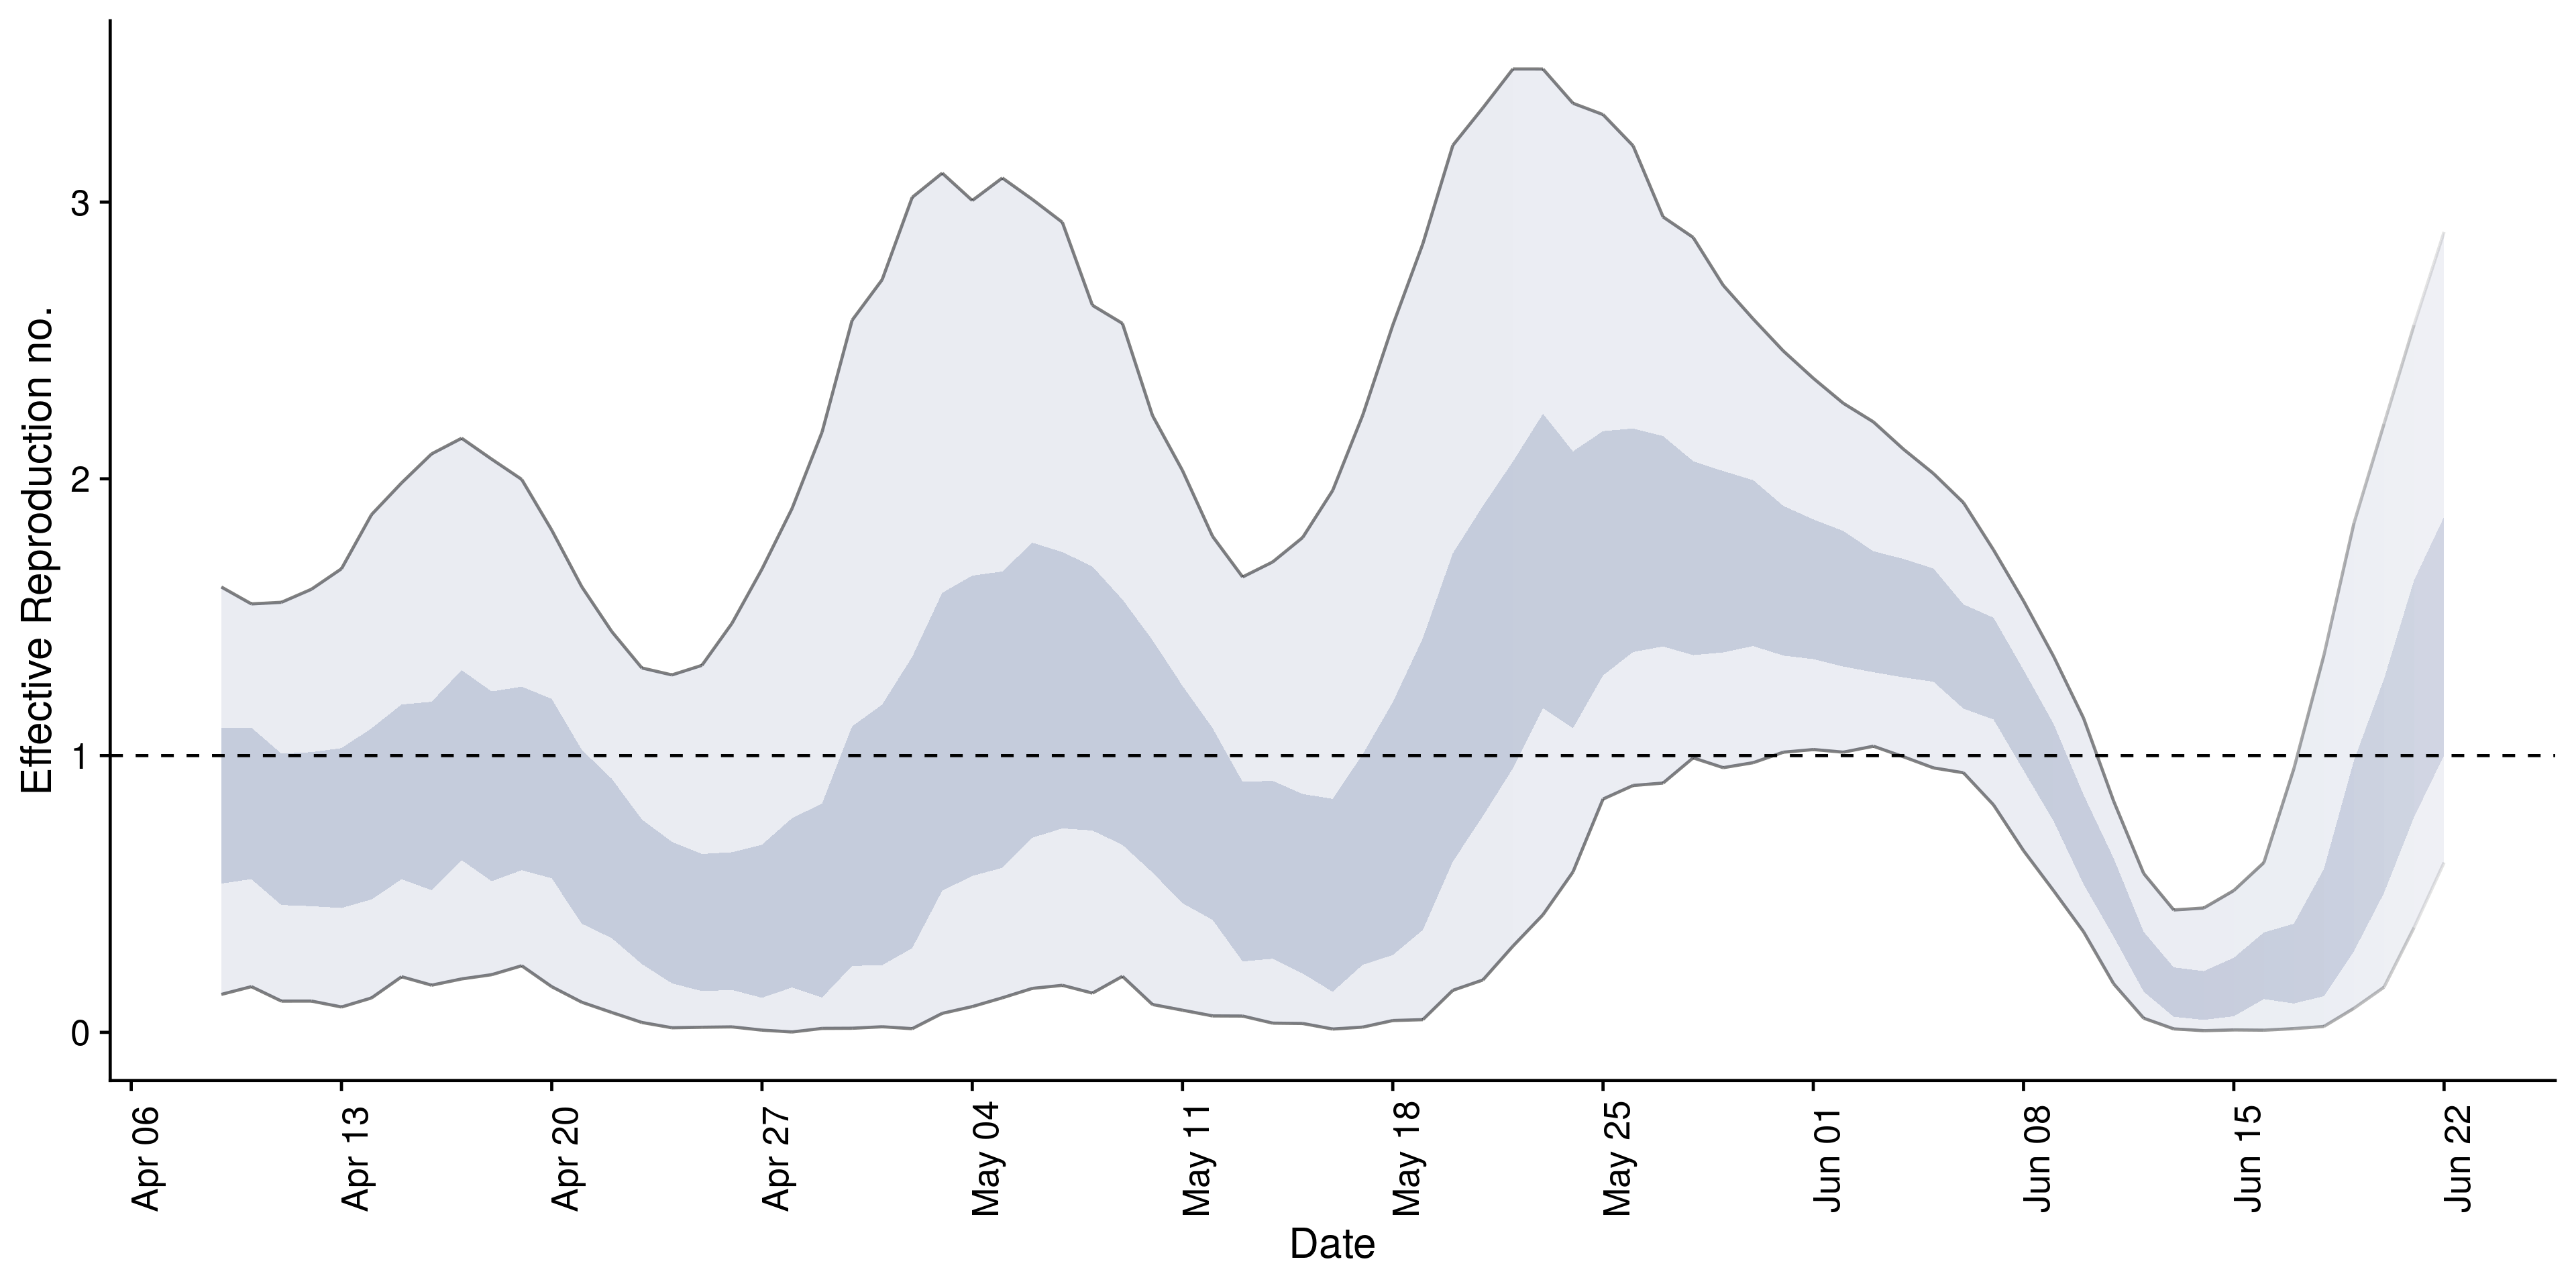 Effective Reproduction no.
3
2
1
0
Apr 06
Apr 13
Apr 20
Apr 27
May 04
May 11
May 18
May 25
Jun 01
Jun 08
Jun 15
Jun 22
Date